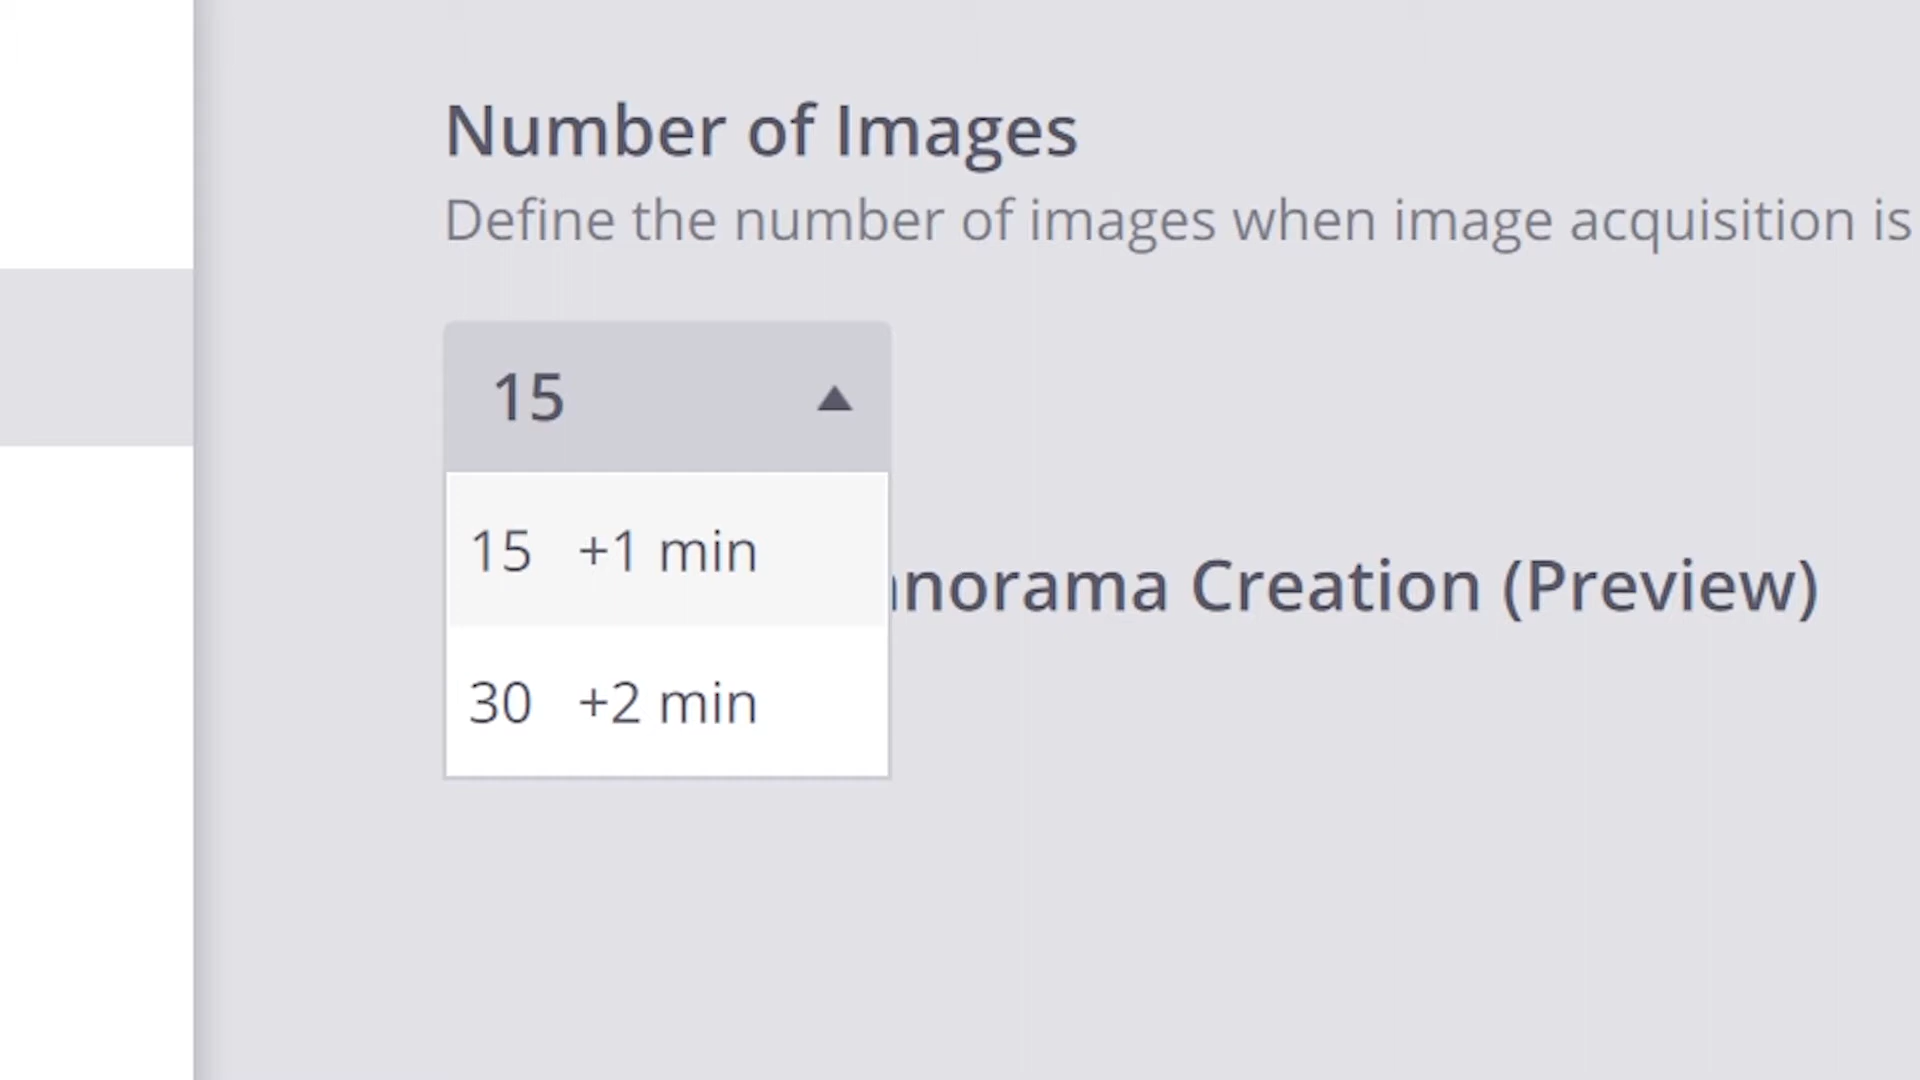 Number of Images
Define the number of images when image acquisition is
15
15 +1 min
norama Creation (Preview)
30 +2 min